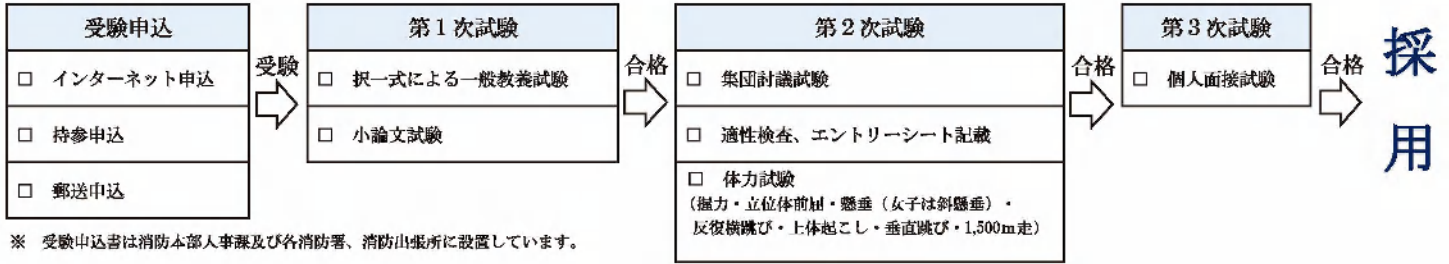 受験申込
□ インターネット申込
□ 持参申込
□ 郵送申込
受験
第1次試験
□ 択一式による一般教養試験
□ 小論文試験
合格
第2次試験
□ 集団討議試験
□ 適性検査、エントリーシート記載
□ 体力試験
(握力・立位体前屈・懸垂(女子は斜懸垂)・
反復横跳び・上体起こし・垂直跳び・1,500m走)
合格
第3次試験
□ 個人面接試験
合格
採用
※ 受験申込書は消防本部人事課及び各消防署、消防出張所に設置しています。